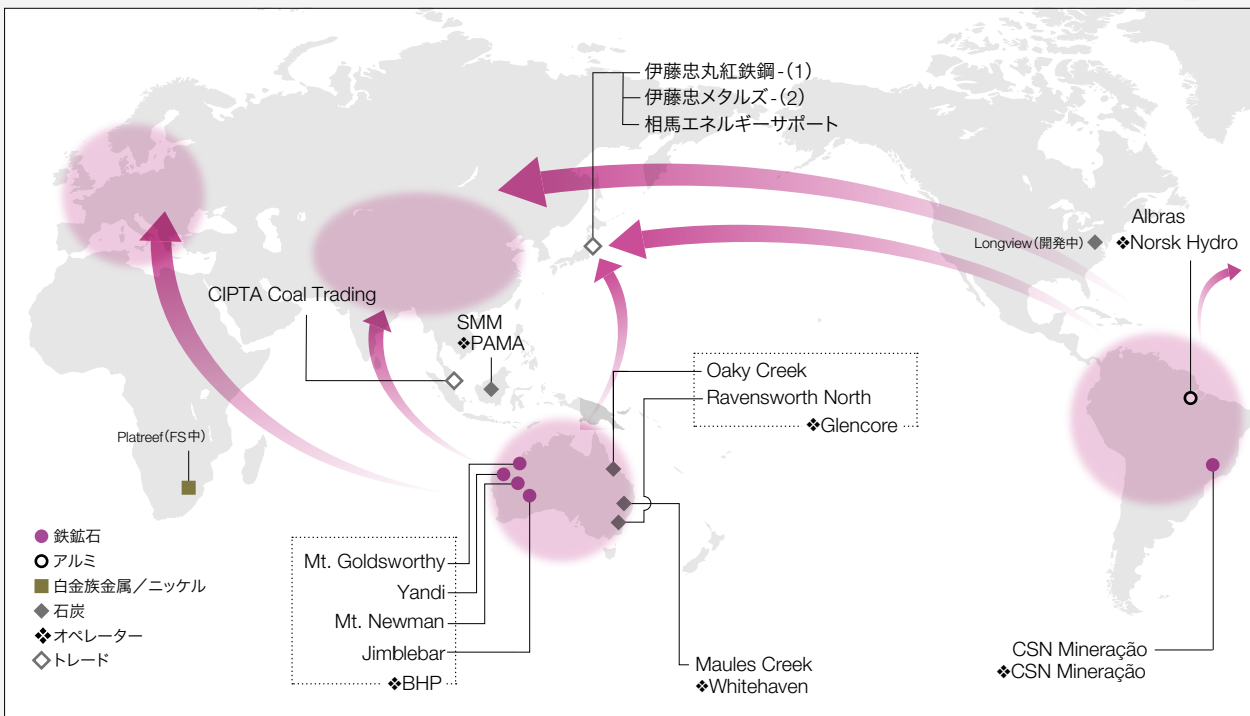 伊藤忠丸紅鉄鋼-(1)
伊藤忠メタルズ-(2)
相馬エネルギーサポート
Albras
Longview(開発中)
❖Norsk Hydro
CIPTA Coal Trading
SMM
❖PAMA
Oaky Creek
Ravensworth North
❖Glencore
Platreef(FS中)
鉄鉱石
アルミ
白金族金属／ニッケル
石炭
❖オペレーター
トレード
Mt. Goldsworthy
Yandi
Mt. Newman
Jimblebar
❖BHP
Maules Creek
❖Whitehaven
CSN Mineração
❖CSN Mineração